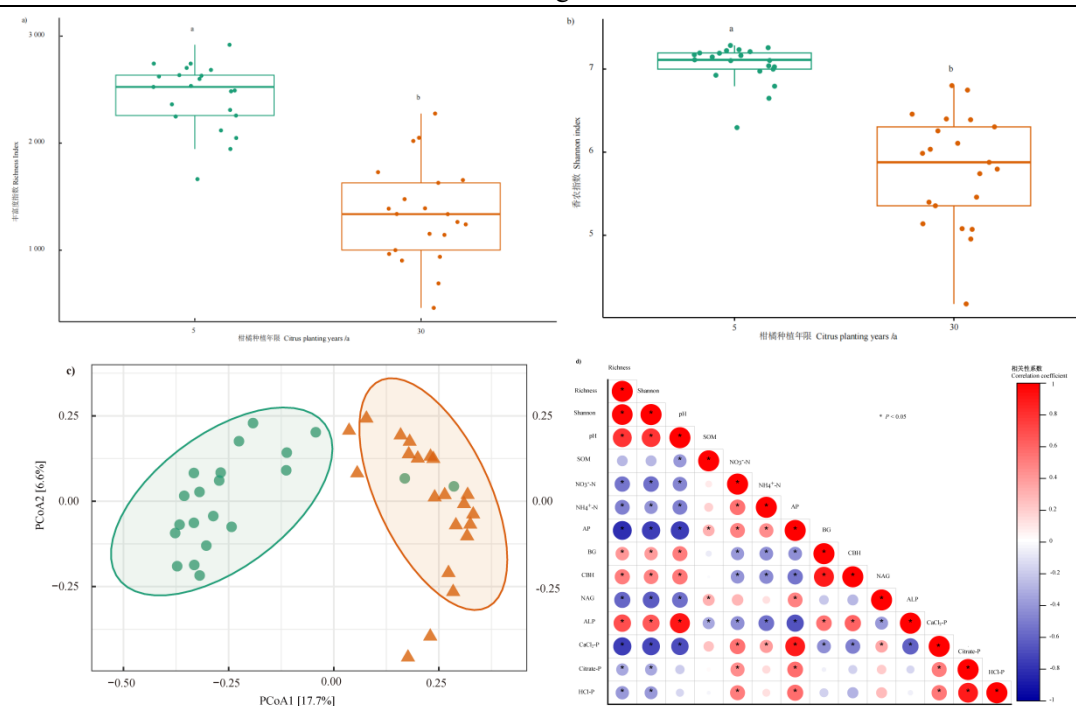 a)
3 000
2 000
1 000
丰富度指数 Richness Index
a
b
5
30
柑橘种植年限 Citrus planting years /a
b)
7
6
5
香农指数 Shannon index
a
b
5
30
柑橘种植年限 Citrus planting years /a
c)
0.25
0.00
−0.25
PCoA2 [6.6%]
0.25
0.00
-0.25
−0.50
−0.25
0.00
0.25
PCoA1 [17.7%]
d)
Richness
Richness
Shannon
Shannon
pH
pH
SOM
SOM
NO₃⁻-N
NO₃⁻-N
NH₄⁺-N
NH₄⁺-N
AP
AP
BG
BG
CBH
CBH
NAG
NAG
ALP
ALP
CaCl₂-P
CaCl₂-P
Citrate-P
Citrate-P
HCl-P
HCl-P
* P < 0.05
相关性系数
Correlation coefficient
1
0.8
0.6
0.4
0.2
0
-0.2
-0.4
-0.6
-0.8
-1